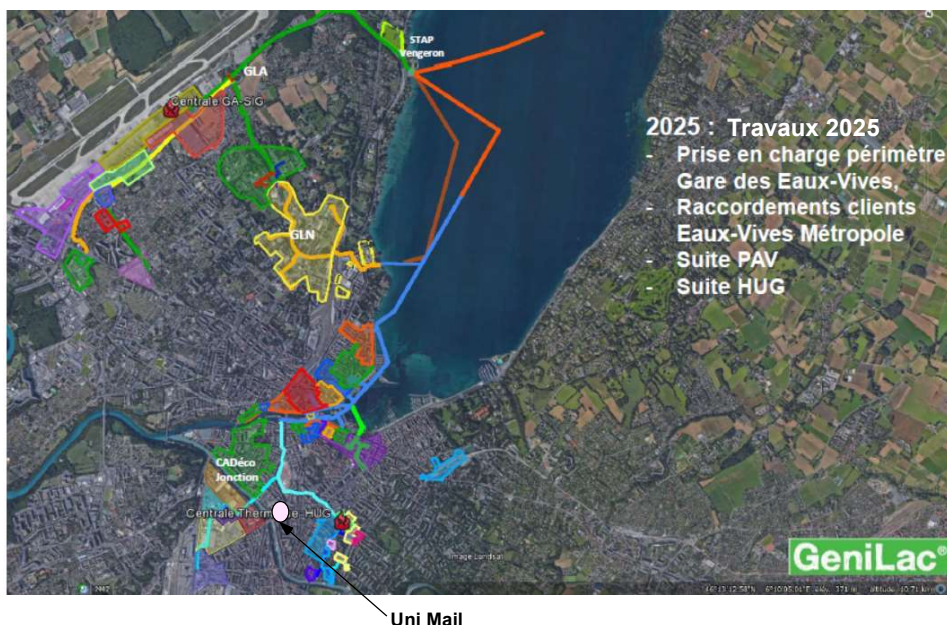 STAP
Vengeron
GLA
Centrale GA-SIG
2025 : Travaux 2025
- Prise en charge périmètre
Gare des Eaux-Vives,
- Raccordements clients
Eaux-Vives Métropole
- Suite PAV
- Suite HUG
GLN
CADéco
Jonction
Centrale Thermique-HUG
Image Landsat
GeniLac®
Uni Mail